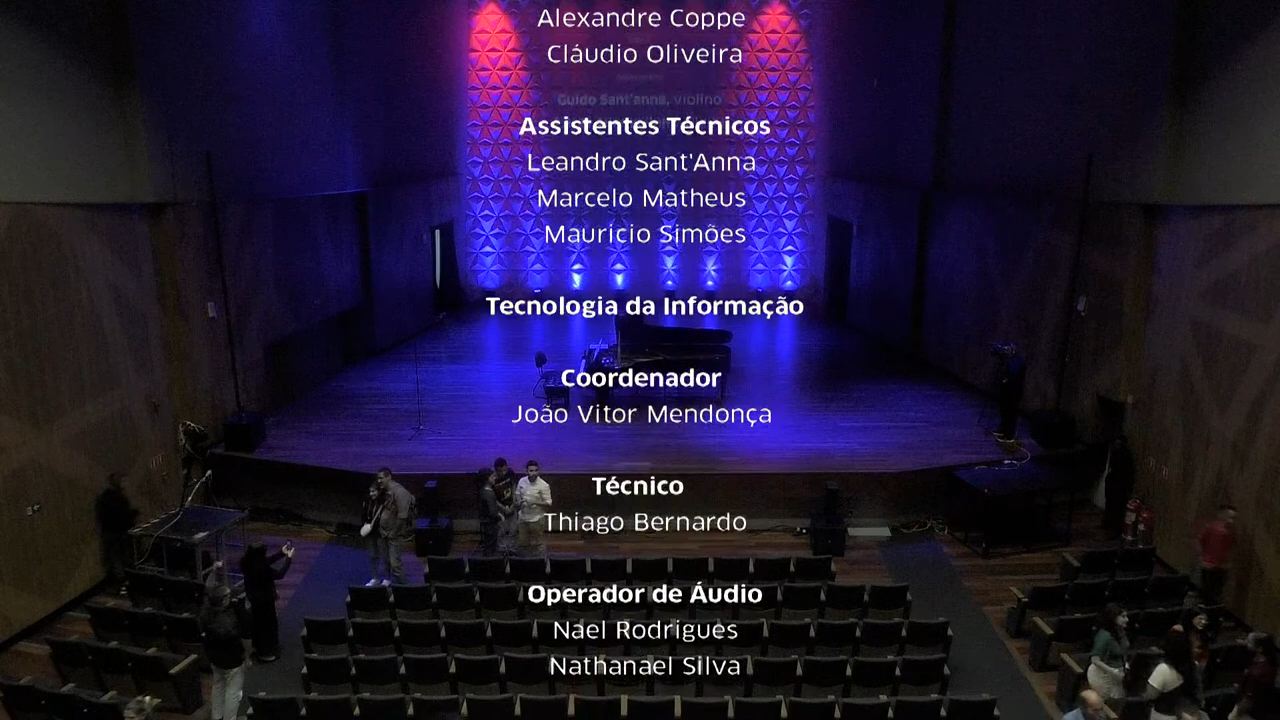 Alexandre Coppe
Cláudio Oliveira
Guido Sant'anna, violino
Assistentes Técnicos
Leandro Sant'Anna
Marcelo Matheus
Mauricio Simões
Tecnologia da Informação
Coordenador
João Vitor Mendonça
Técnico
Thiago Bernardo
Operador de Áudio
Nael Rodrigues
Nathanael Silva